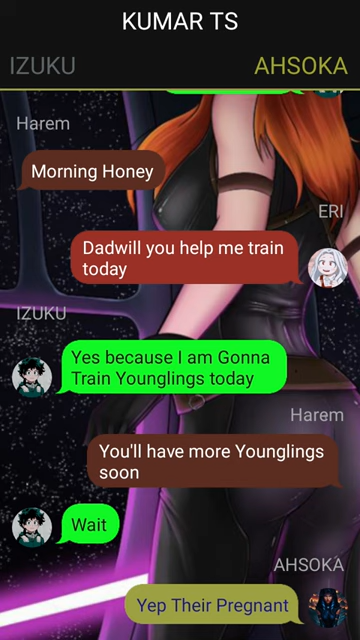 KUMAR TS
IZUKU
AHSOKA
Harem
Morning Honey
ERI
Dadwill you help me train
today
IZUKU
Yes because I am Gonna
Train Younglings today
Harem
You'll have more Younglings
soon
Wait
AHSOKA
Yep Their Pregnant